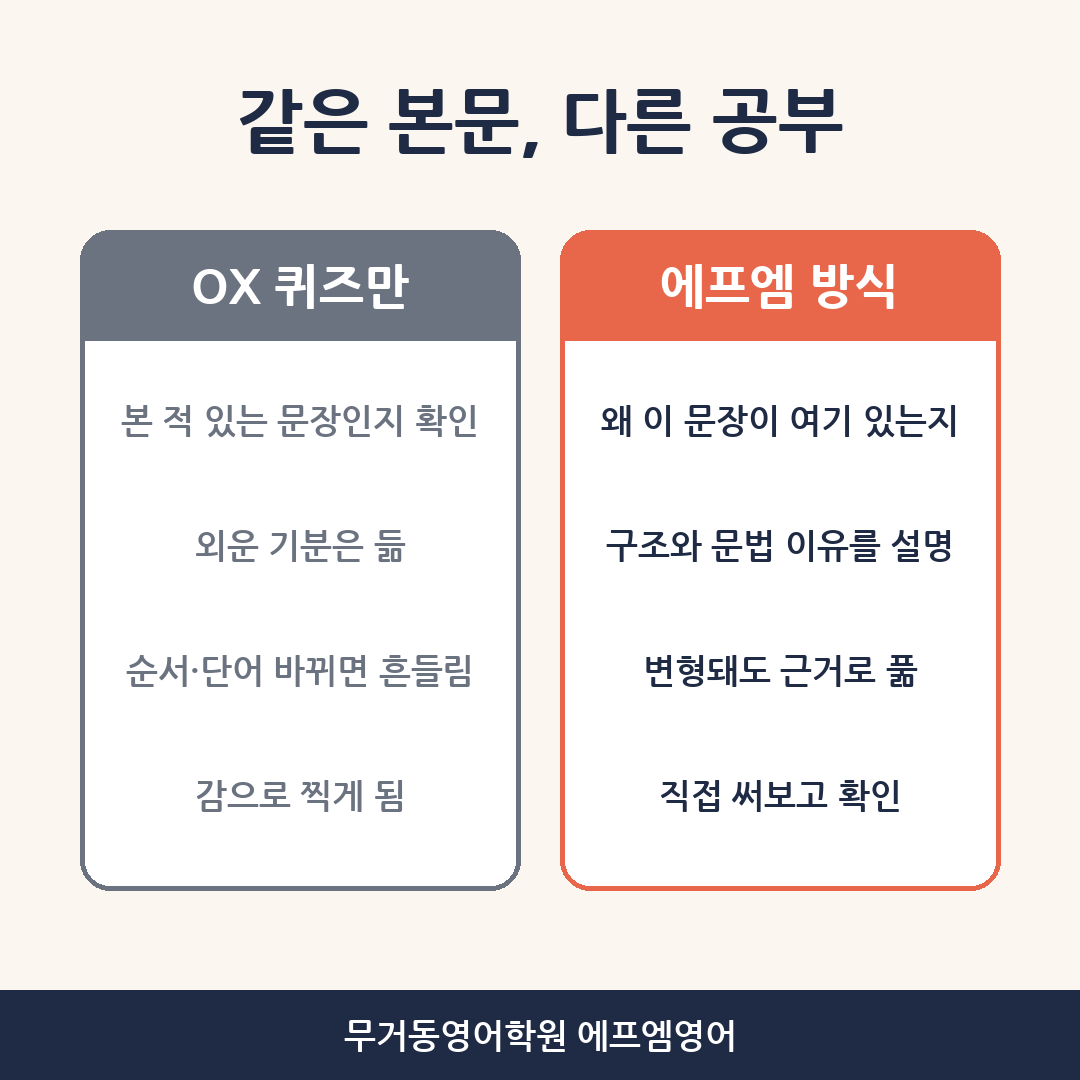 같은 본문, 다른 공부
OX 퀴즈만
본 적 있는 문장인지 확인
외운 기분은 듦
순서·단어 바뀌면 흔들림
감으로 찍게 됨
에프엠 방식
왜 이 문장이 여기 있는지
구조와 문법 이유를 설명
변형돼도 근거로 풂
직접 써보고 확인
무거동영어학원 에프엠영어